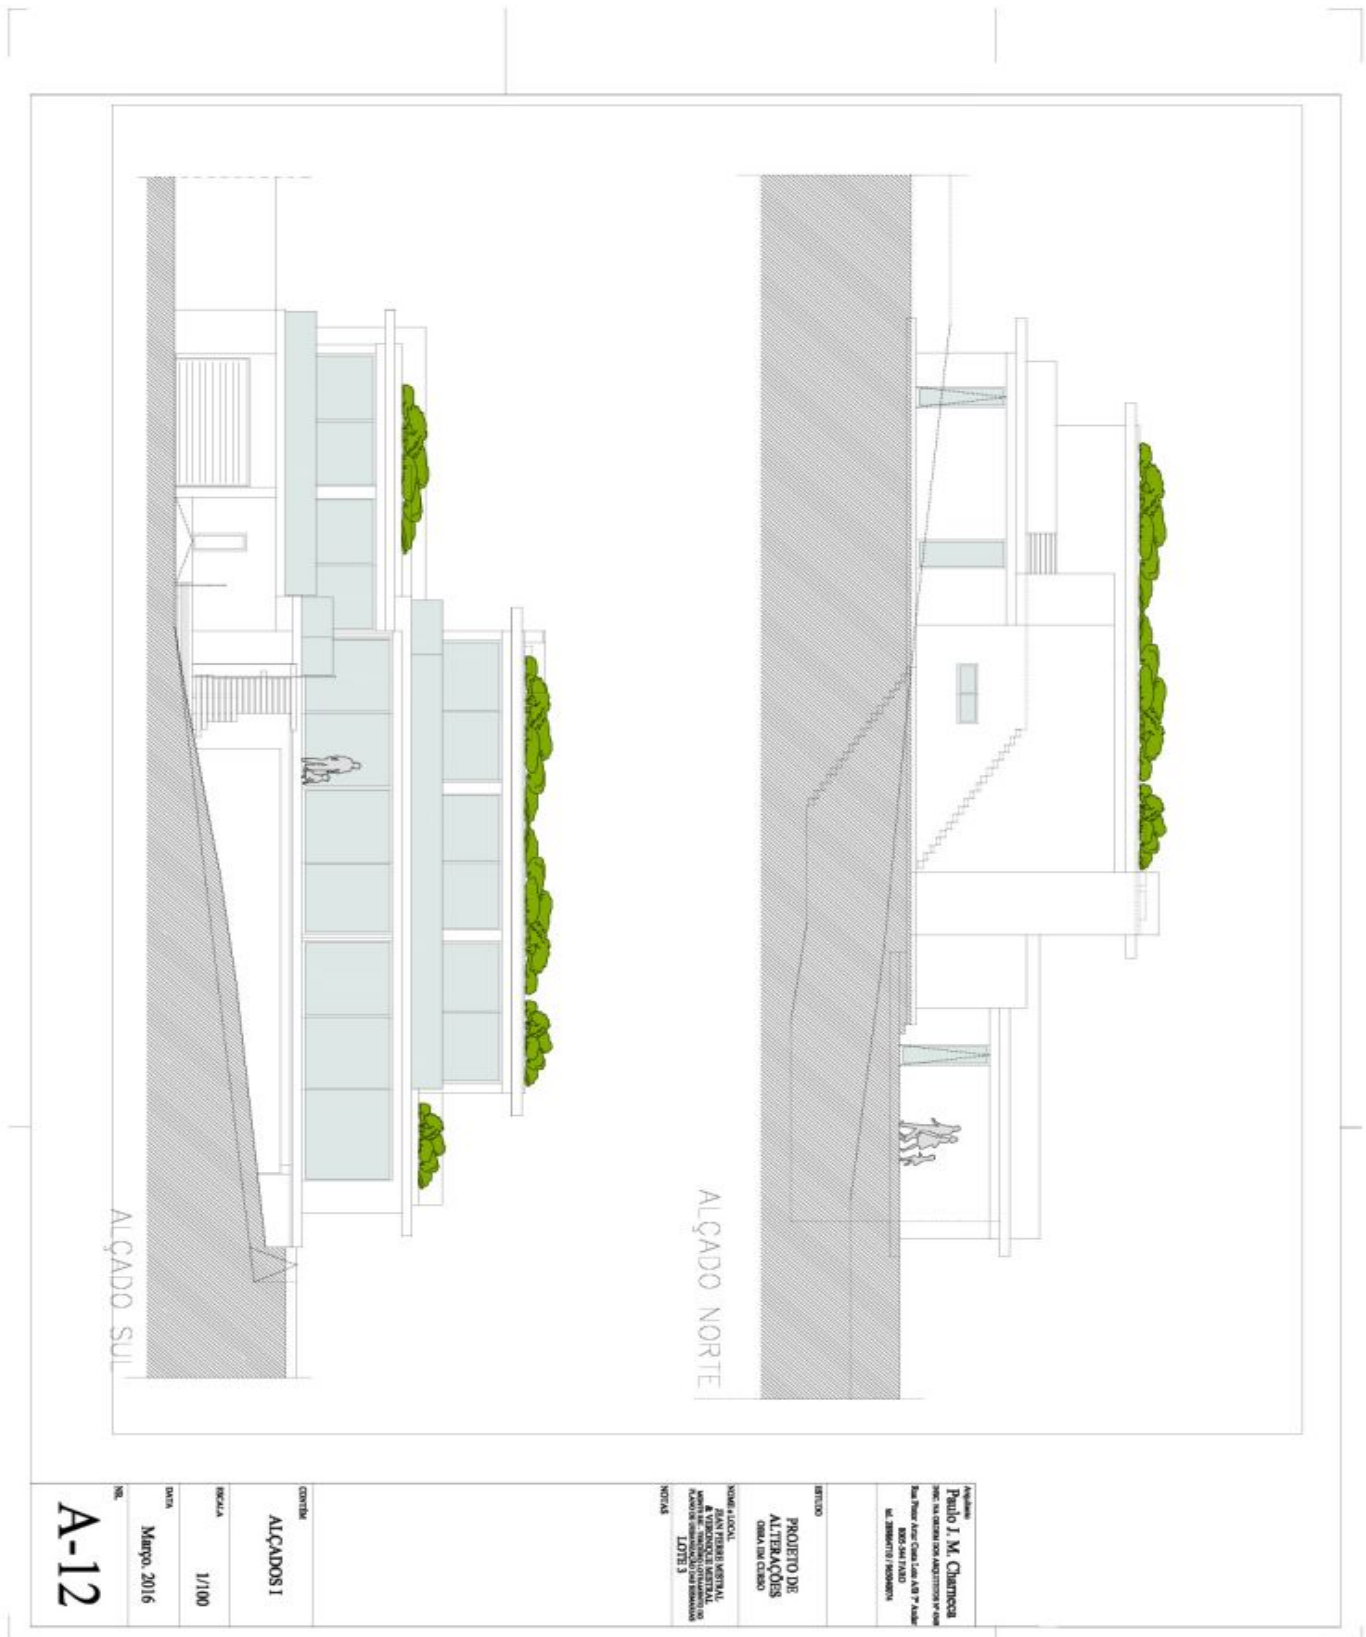 ALÇADO NORTE
ALÇADO SUL
Arquitecto
Paulo J. M. Charneca
ESTUDO
PROJETO DE
ALTERAÇÕES
OBRA EM CURSO
NOME e LOCAL
JEAN PIERRE MISTRAL
& VERONIQUE MISTRAL
LOTE 3
NOTAS
CONTÉM
ALÇADOS I
ESCALA
1/100
DATA
Março. 2016
NR.
A-12